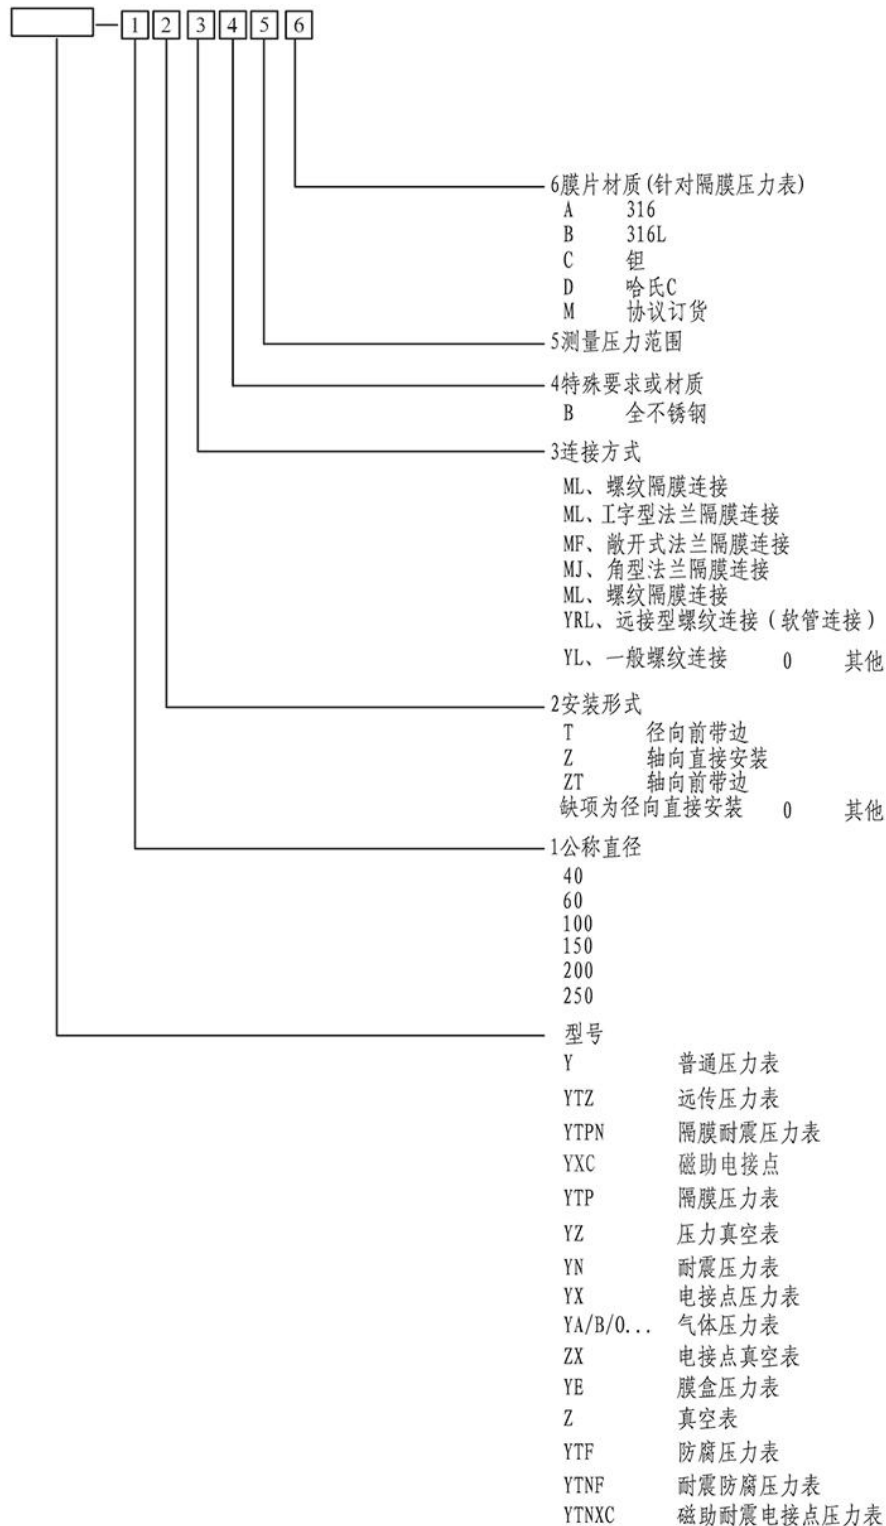 1 2 3 4 5 6
6膜片材质(针对隔膜压力表)
A 316
B 316L
C 钽
D 哈氏C
M 协议订货
5测量压力范围
4特殊要求或材质
B 全不锈钢
3连接方式
ML、螺纹隔膜连接
ML、工字型法兰隔膜连接
MF、敞开式法兰隔膜连接
MJ、角型法兰隔膜连接
ML、螺纹隔膜连接
YRL、远接型螺纹连接（软管连接）
YL、一般螺纹连接 0 其他
2安装形式
T 径向前带边
Z 轴向直接安装
ZT 轴向前带边
缺项为径向直接安装 0 其他
1公称直径
40
60
100
150
200
250
型号
Y 普通压力表
YTZ 远传压力表
YTPN 隔膜耐震压力表
YXC 磁助电接点
YTP 隔膜压力表
YZ 压力真空表
YN 耐震压力表
YX 电接点压力表
YA/B/O... 气体压力表
ZX 电接点真空表
YE 膜盒压力表
Z 真空表
YTF 防腐压力表
YTNF 耐震防腐压力表
YTNXC 磁助耐震电接点压力表